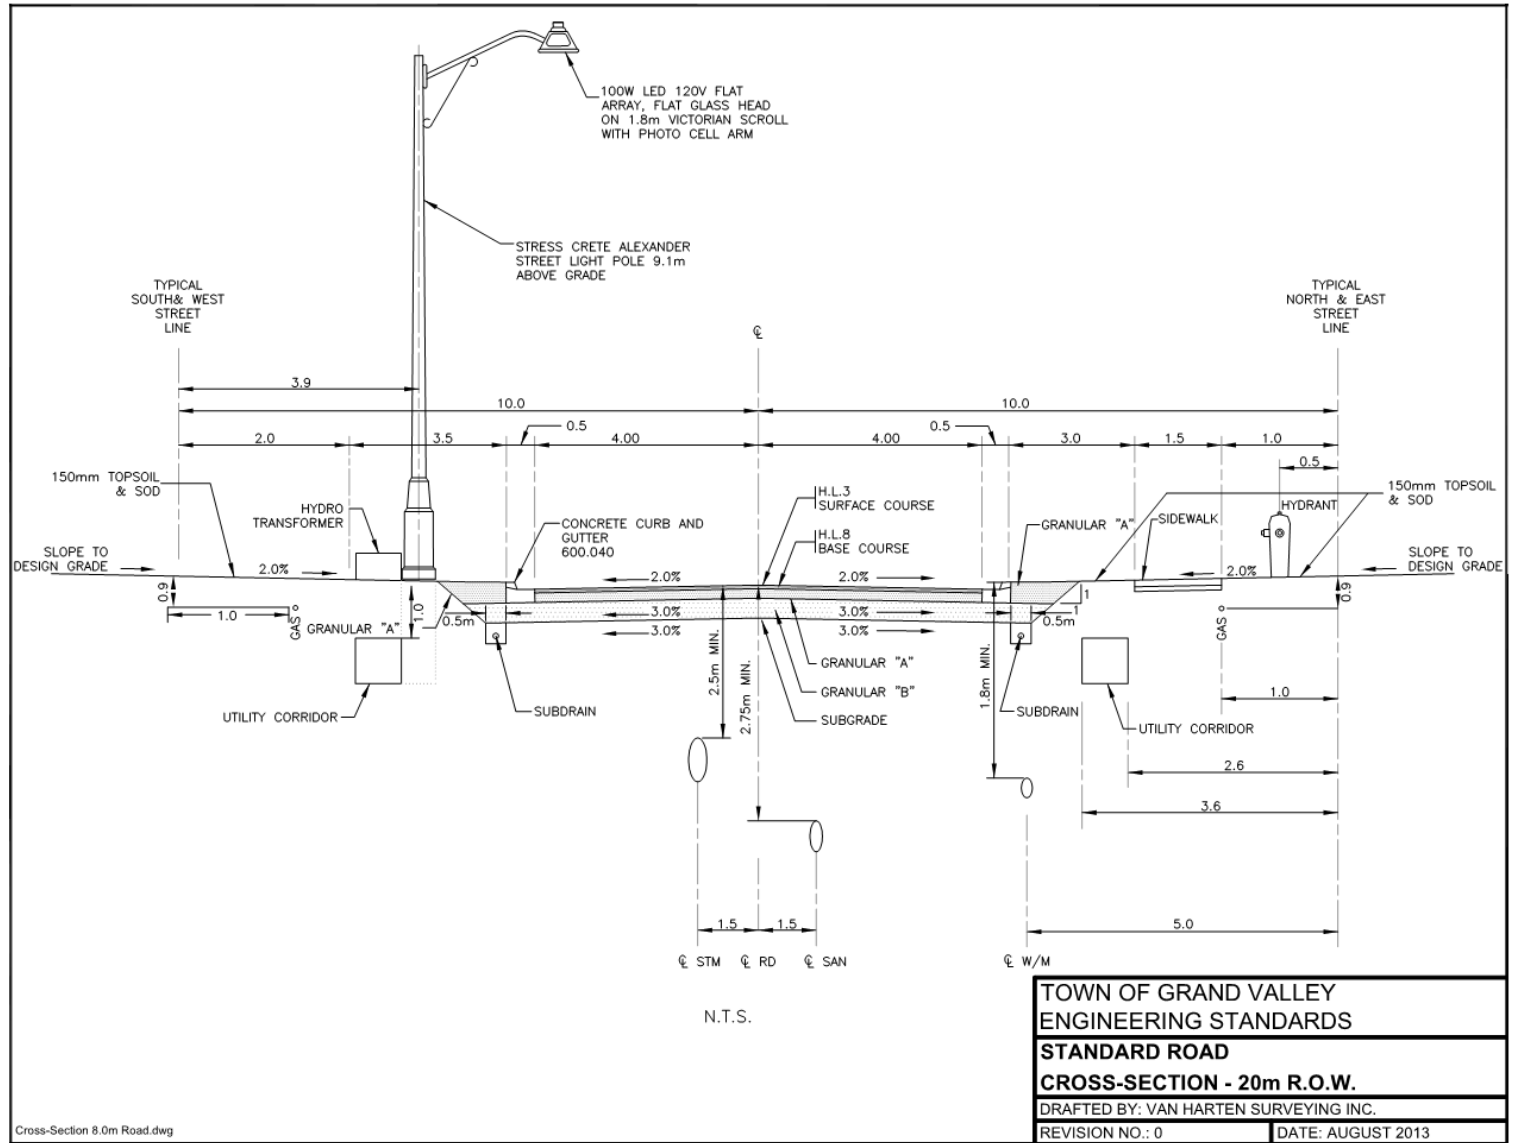 100W LED 120V FLAT
ARRAY, FLAT GLASS HEAD
ON 1.8m VICTORIAN SCROLL
WITH PHOTO CELL ARM
STRESS CRETE ALEXANDER
STREET LIGHT POLE 9.1m
ABOVE GRADE
TYPICAL
SOUTH& WEST
STREET
LINE
TYPICAL
NORTH & EAST
STREET
LINE
℄
3.9
10.0
10.0
2.0
3.5
0.5
4.00
4.00
0.5
3.0
1.5
1.0
0.5
150mm TOPSOIL
& SOD
HYDRO
TRANSFORMER
CONCRETE CURB AND
GUTTER
600.040
H.L.3
SURFACE COURSE
H.L.8
BASE COURSE
GRANULAR "A"
SIDEWALK
HYDRANT
150mm TOPSOIL
& SOD
SLOPE TO
DESIGN GRADE
2.0%
2.0%
2.0%
2.0%
SLOPE TO
DESIGN GRADE
0.9
1.0
GAS
GRANULAR "A"
1.0
0.5m
3.0%
3.0%
3.0%
3.0%
1
1
0.5m
GAS
0.9
2.5m MIN.
2.75m MIN.
1.8m MIN.
GRANULAR "A"
GRANULAR "B"
SUBGRADE
UTILITY CORRIDOR
SUBDRAIN
SUBDRAIN
UTILITY CORRIDOR
1.0
2.6
3.6
1.5
1.5
5.0
℄ STM
℄ RD
℄ SAN
℄ W/M
N.T.S.
TOWN OF GRAND VALLEY
ENGINEERING STANDARDS
STANDARD ROAD
CROSS-SECTION - 20m R.O.W.
DRAFTED BY: VAN HARTEN SURVEYING INC.
REVISION NO.: 0
DATE: AUGUST 2013
Cross-Section 8.0m Road.dwg